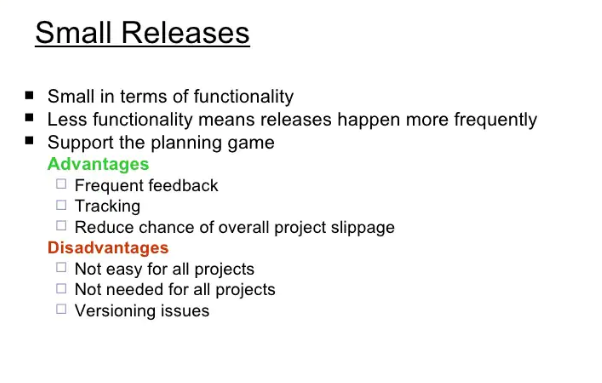 Small Releases
Small in terms of functionality
Less functionality means releases happen more frequently
Support the planning game
Advantages
Frequent feedback
Tracking
Reduce chance of overall project slippage
Disadvantages
Not easy for all projects
Not needed for all projects
Versioning issues